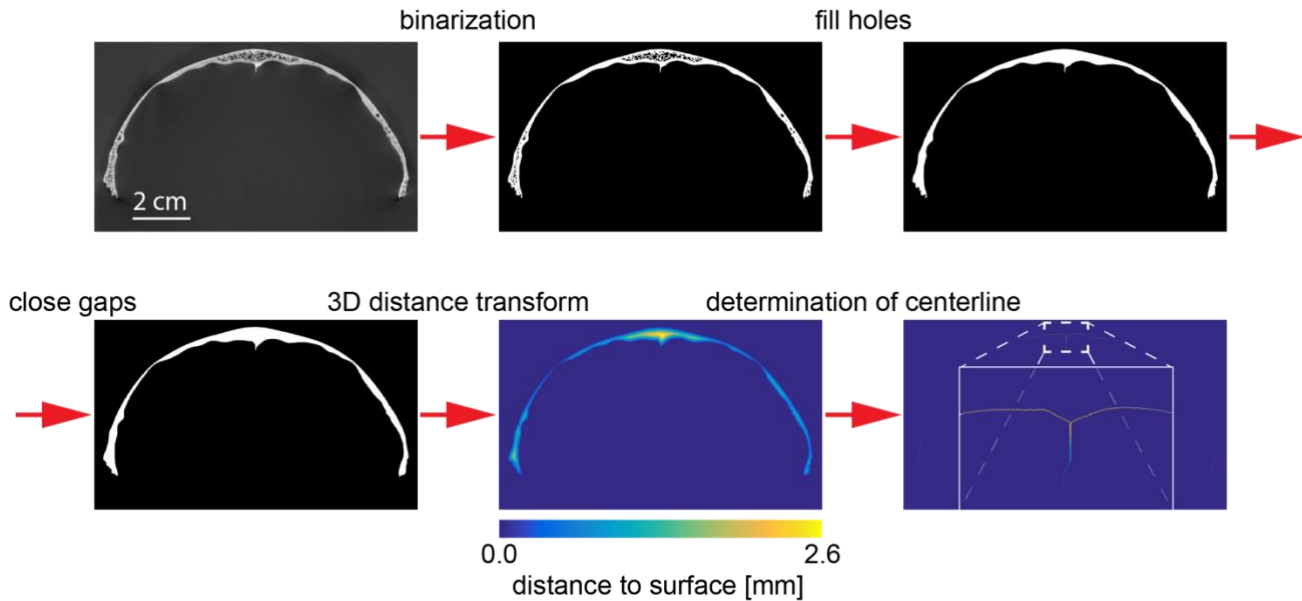 binarization
fill holes
2 cm
close gaps
3D distance transform
determination of centerline
0.0
2.6
distance to surface [mm]